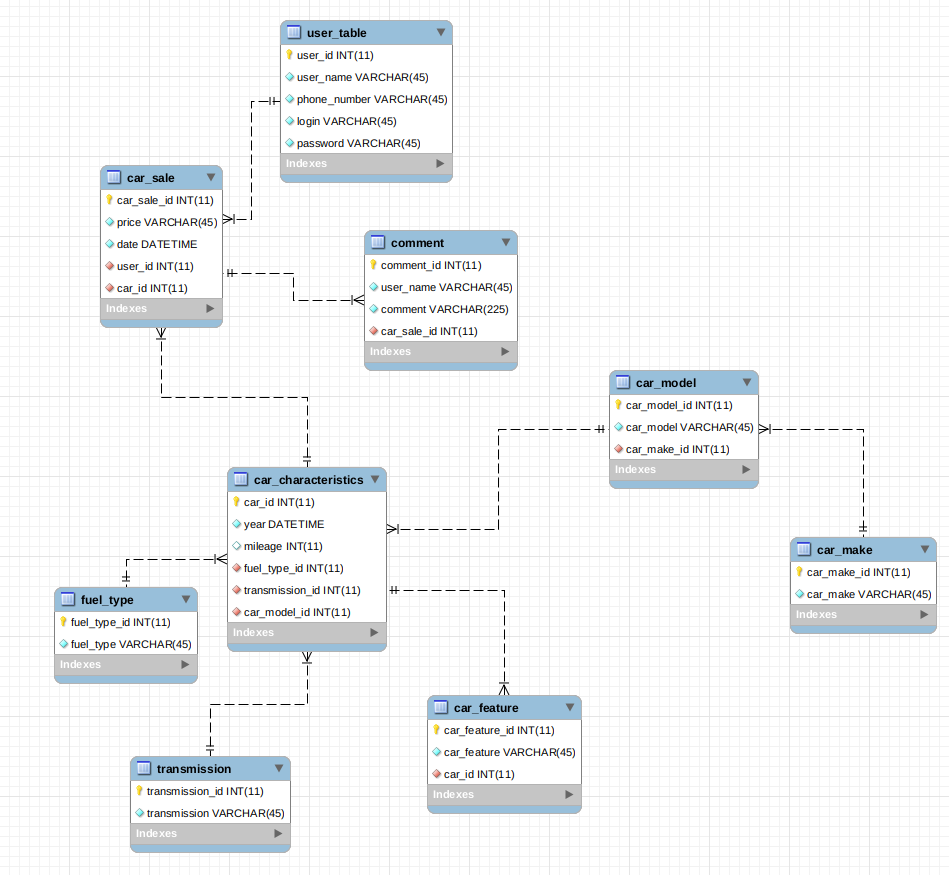 user_table
user_id INT(11)
user_name VARCHAR(45)
phone_number VARCHAR(45)
login VARCHAR(45)
password VARCHAR(45)
Indexes
car_sale
car_sale_id INT(11)
price VARCHAR(45)
date DATETIME
user_id INT(11)
car_id INT(11)
Indexes
comment
comment_id INT(11)
user_name VARCHAR(45)
comment VARCHAR(225)
car_sale_id INT(11)
Indexes
car_model
car_model_id INT(11)
car_model VARCHAR(45)
car_make_id INT(11)
Indexes
car_characteristics
car_id INT(11)
year DATETIME
mileage INT(11)
fuel_type_id INT(11)
transmission_id INT(11)
car_model_id INT(11)
Indexes
car_make
car_make_id INT(11)
car_make VARCHAR(45)
Indexes
fuel_type
fuel_type_id INT(11)
fuel_type VARCHAR(45)
Indexes
car_feature
car_feature_id INT(11)
car_feature VARCHAR(45)
car_id INT(11)
Indexes
transmission
transmission_id INT(11)
transmission VARCHAR(45)
Indexes